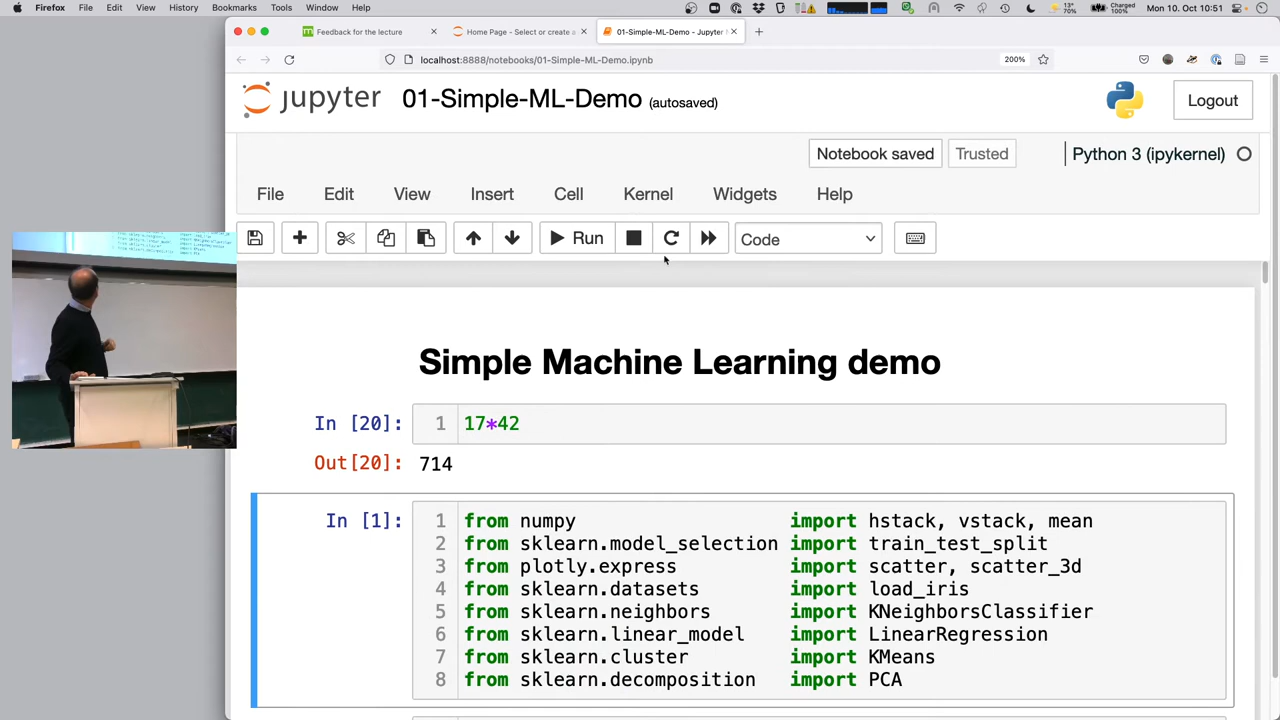 Firefox File Edit View History Bookmarks Tools Window Help
13° 76% Charged Mon 10. Oct 10:51
Feedback for the lecture
Home Page - Select or create a
01-Simple-ML-Demo - Jupyter
localhost:8888/notebooks/01-Simple-ML-Demo.ipynb 200%
jupyter 01-Simple-ML-Demo (autosaved) Logout
Notebook saved Trusted Python 3 (ipykernel)
File Edit View Insert Cell Kernel Widgets Help
Run Code
Simple Machine Learning demo
In [20]: 1 17*42
Out[20]: 714
In [1]: 1 from numpy import hstack, vstack, mean
2 from sklearn.model_selection import train_test_split
3 from plotly.express import scatter, scatter_3d
4 from sklearn.datasets import load_iris
5 from sklearn.neighbors import KNeighborsClassifier
6 from sklearn.linear_model import LinearRegression
7 from sklearn.cluster import KMeans
8 from sklearn.decomposition import PCA